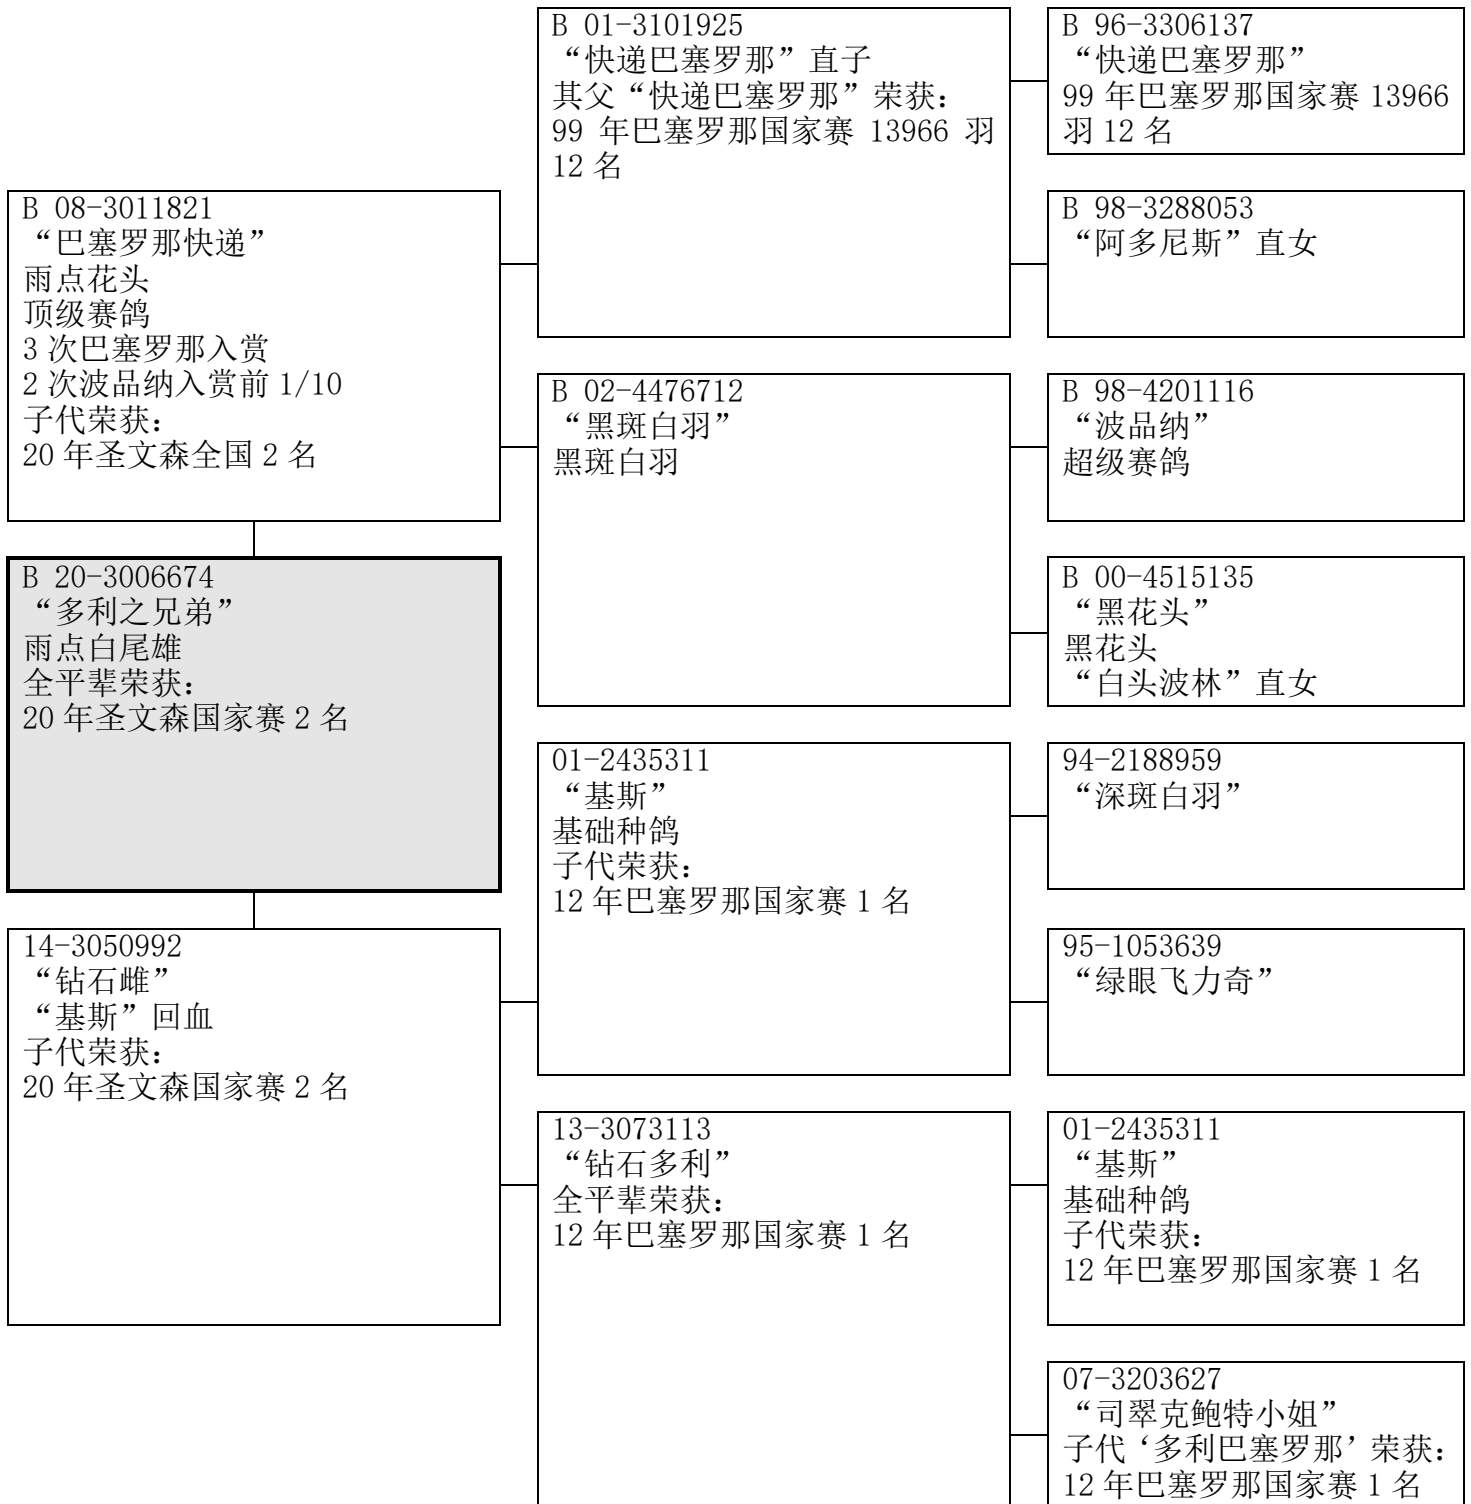 B 01-3101925
“快递巴塞罗那”直子
其父“快递巴塞罗那”荣获：
99 年巴塞罗那国家赛 13966 羽
12 名
B 96-3306137
“快递巴塞罗那”
99 年巴塞罗那国家赛 13966
羽 12 名
B 08-3011821
“巴塞罗那快递”
雨点花头
顶级赛鸽
3 次巴塞罗那入赏
2 次波品纳入赏前 1/10
子代荣获：
20 年圣文森全国 2 名
B 98-3288053
“阿多尼斯”直女
B 02-4476712
“黑斑白羽”
黑斑白羽
B 98-4201116
“波品纳”
超级赛鸽
B 20-3006674
“多利之兄弟”
雨点白尾雄
全平辈荣获：
20 年圣文森国家赛 2 名
B 00-4515135
“黑花头”
黑花头
“白头波林”直女
01-2435311
“基斯”
基础种鸽
子代荣获：
12 年巴塞罗那国家赛 1 名
94-2188959
“深斑白羽”
14-3050992
“钻石雌”
“基斯”回血
子代荣获：
20 年圣文森国家赛 2 名
95-1053639
“绿眼飞力奇”
13-3073113
“钻石多利”
全平辈荣获：
12 年巴塞罗那国家赛 1 名
01-2435311
“基斯”
基础种鸽
子代荣获：
12 年巴塞罗那国家赛 1 名
07-3203627
“司翠克鲍特小姐”
子代‘多利巴塞罗那’荣获：
12 年巴塞罗那国家赛 1 名